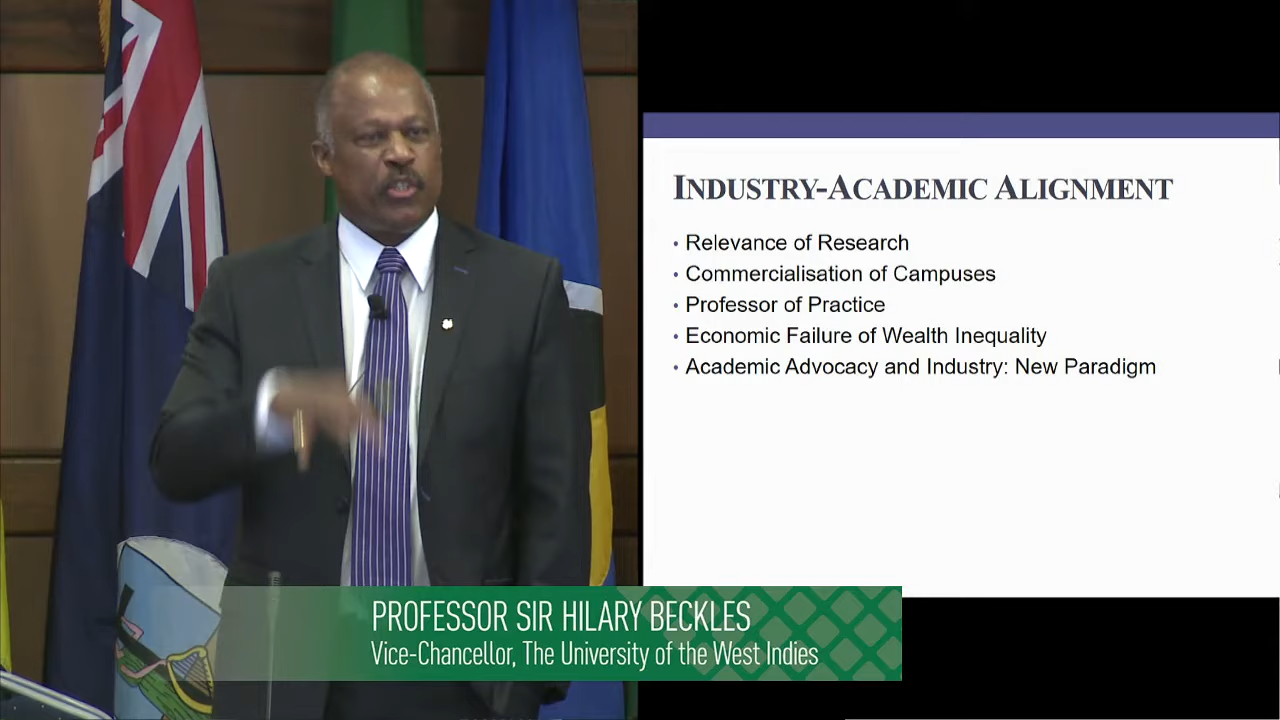 INDUSTRY-ACADEMIC ALIGNMENT
• Relevance of Research
• Commercialisation of Campuses
• Professor of Practice
• Economic Failure of Wealth Inequality
• Academic Advocacy and Industry: New Paradigm
PROFESSOR SIR HILARY BECKLES
Vice-Chancellor, The University of the West Indies